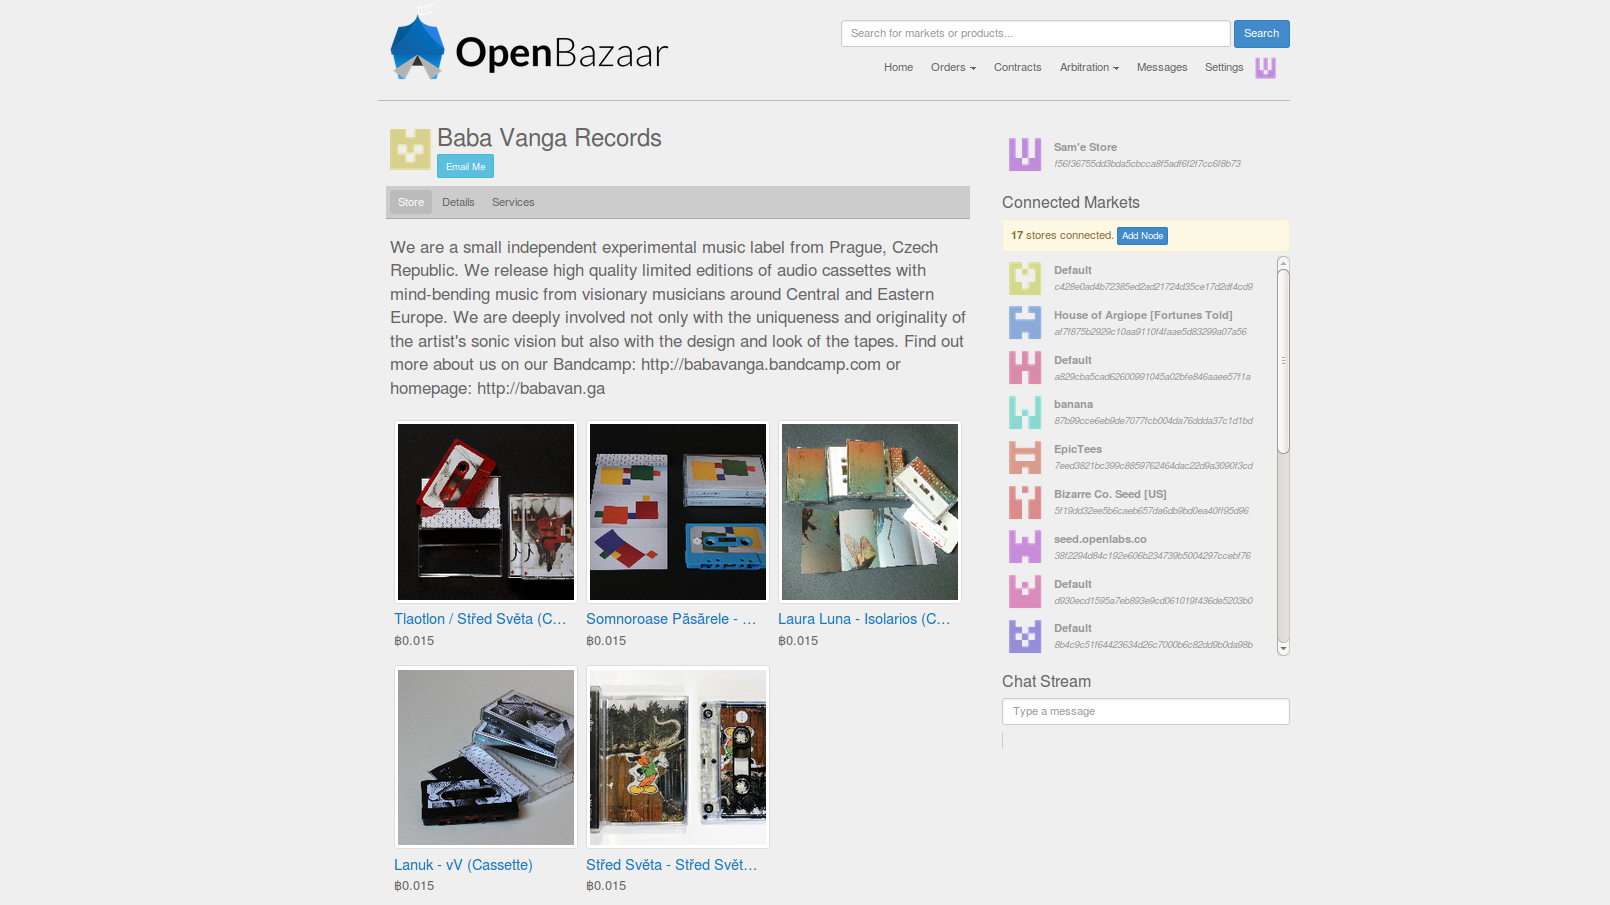 OpenBazaar
Search for markets or products...
Search
Home
Orders
Contracts
Arbitration
Messages
Settings
Baba Vanga Records
Email Me
Store
Details
Services
We are a small independent experimental music label from Prague, Czech
Republic. We release high quality limited editions of audio cassettes with
mind-bending music from visionary musicians around Central and Eastern
Europe. We are deeply involved not only with the uniqueness and originality of
the artist's sonic vision but also with the design and look of the tapes. Find out
more about us on our Bandcamp: http://babavanga.bandcamp.com or
homepage: http://babavan.ga
Tlaotlon / Střed Světa (C...
฿0.015
Somnoroase Păsărele - ...
฿0.015
Laura Luna - Isolarios (C...
฿0.015
Lanuk - vV (Cassette)
฿0.015
Střed Světa - Střed Svět...
฿0.015
Sam'e Store
f56f36755dd3bda5cbcca8f5adf6f2f7cc6f8b73
Connected Markets
17 stores connected. Add Node
Default
c428e0ad4b72385ed2ad21724d35ce17d2df4cd9
House of Argiope [Fortunes Told]
af7f875b2929c10aa9110f4faae5d83299a07a56
Default
a829cba5cad62600991045a02bfe846aaee57f1a
banana
87b99cce6eb9de7077fcb004da76ddda37c1d1bd
EpicTees
7eed3821bc399c8859762464dac22d9a3090f3cd
Bizarre Co. Seed [US]
5f19dd32ee5b6caeb657da6db9bd0ea40ff95d96
seed.openlabs.co
38f2294d84c192e606b234739b5004297ccebf76
Default
d930ecd1595a7eb893e9cd061019f436de5203b0
Default
8b4c9c51f64423634d26c7000b6c82dd9b0da98b
Chat Stream
Type a message